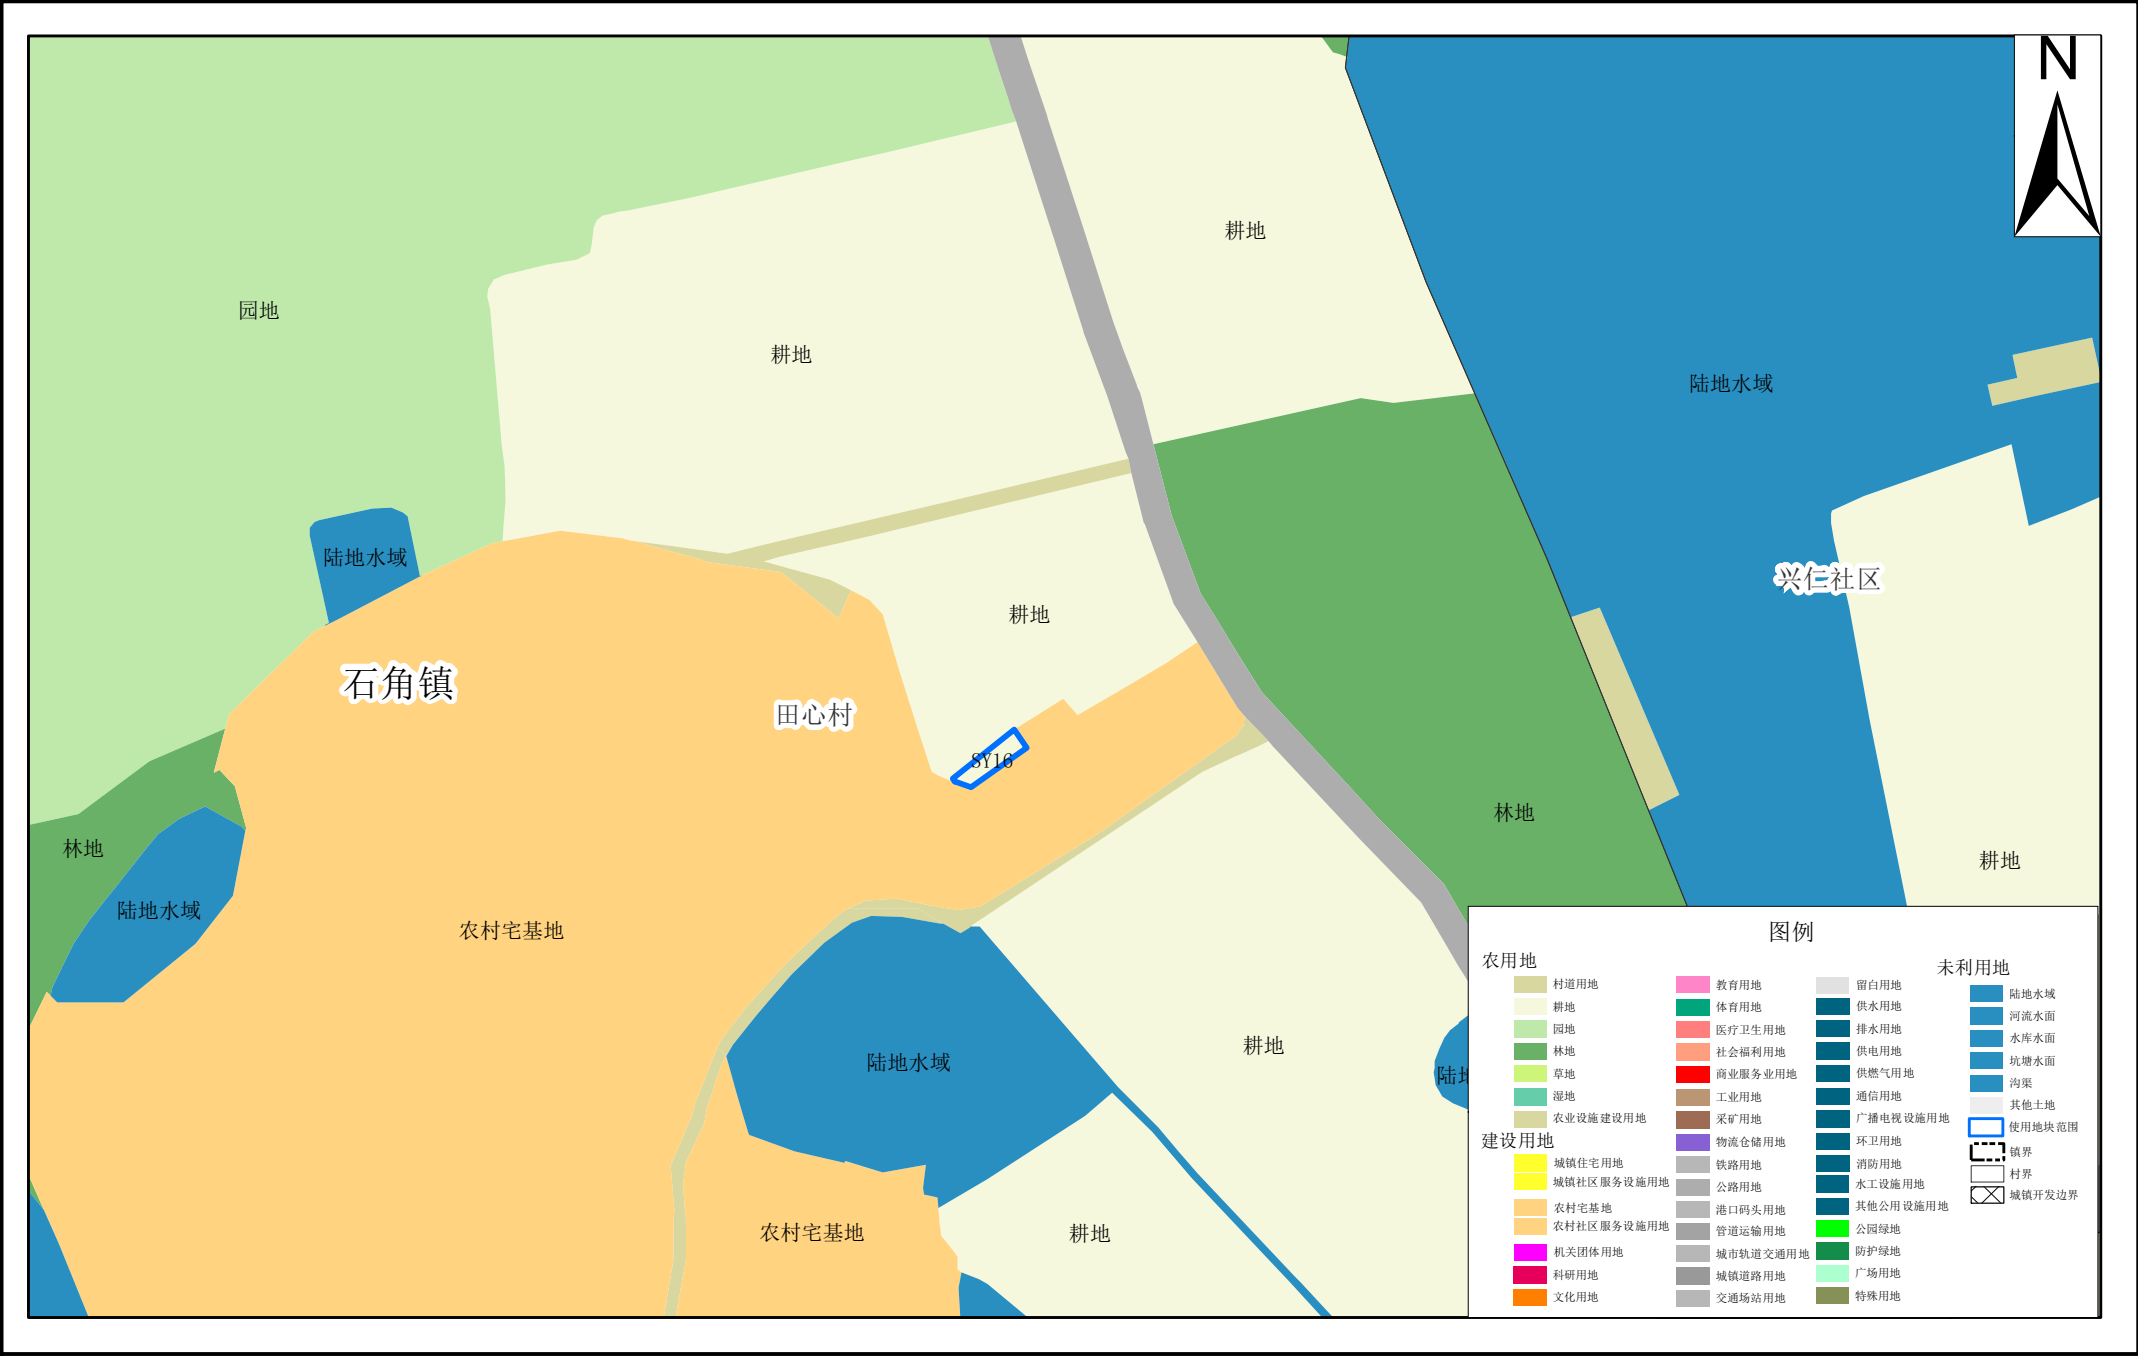 N
耕地
园地
耕地
陆地水域
陆地水域
兴仁社区
耕地
石角镇
田心村
SY16
林地
林地
耕地
陆地水域
农村宅基地
耕地
陆地水域
陆地
农村宅基地
耕地
图例
农用地
村道用地
耕地
园地
林地
草地
湿地
农业设施建设用地
建设用地
城镇住宅用地
城镇社区服务设施用地
农村宅基地
农村社区服务设施用地
机关团体用地
科研用地
文化用地
教育用地
体育用地
医疗卫生用地
社会福利用地
商业服务业用地
工业用地
采矿用地
物流仓储用地
铁路用地
公路用地
港口码头用地
管道运输用地
城市轨道交通用地
城镇道路用地
交通场站用地
留白用地
供水用地
排水用地
供电用地
供燃气用地
通信用地
广播电视设施用地
环卫用地
消防用地
水工设施用地
其他公用设施用地
公园绿地
防护绿地
广场用地
特殊用地
未利用地
陆地水域
河流水面
水库水面
坑塘水面
沟渠
其他土地
使用地块范围
镇界
村界
城镇开发边界